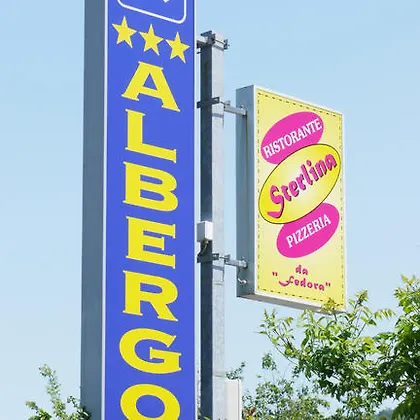 ALBERGO
RISTORANTE
Sterlina
PIZZERIA
da
"Fedora"